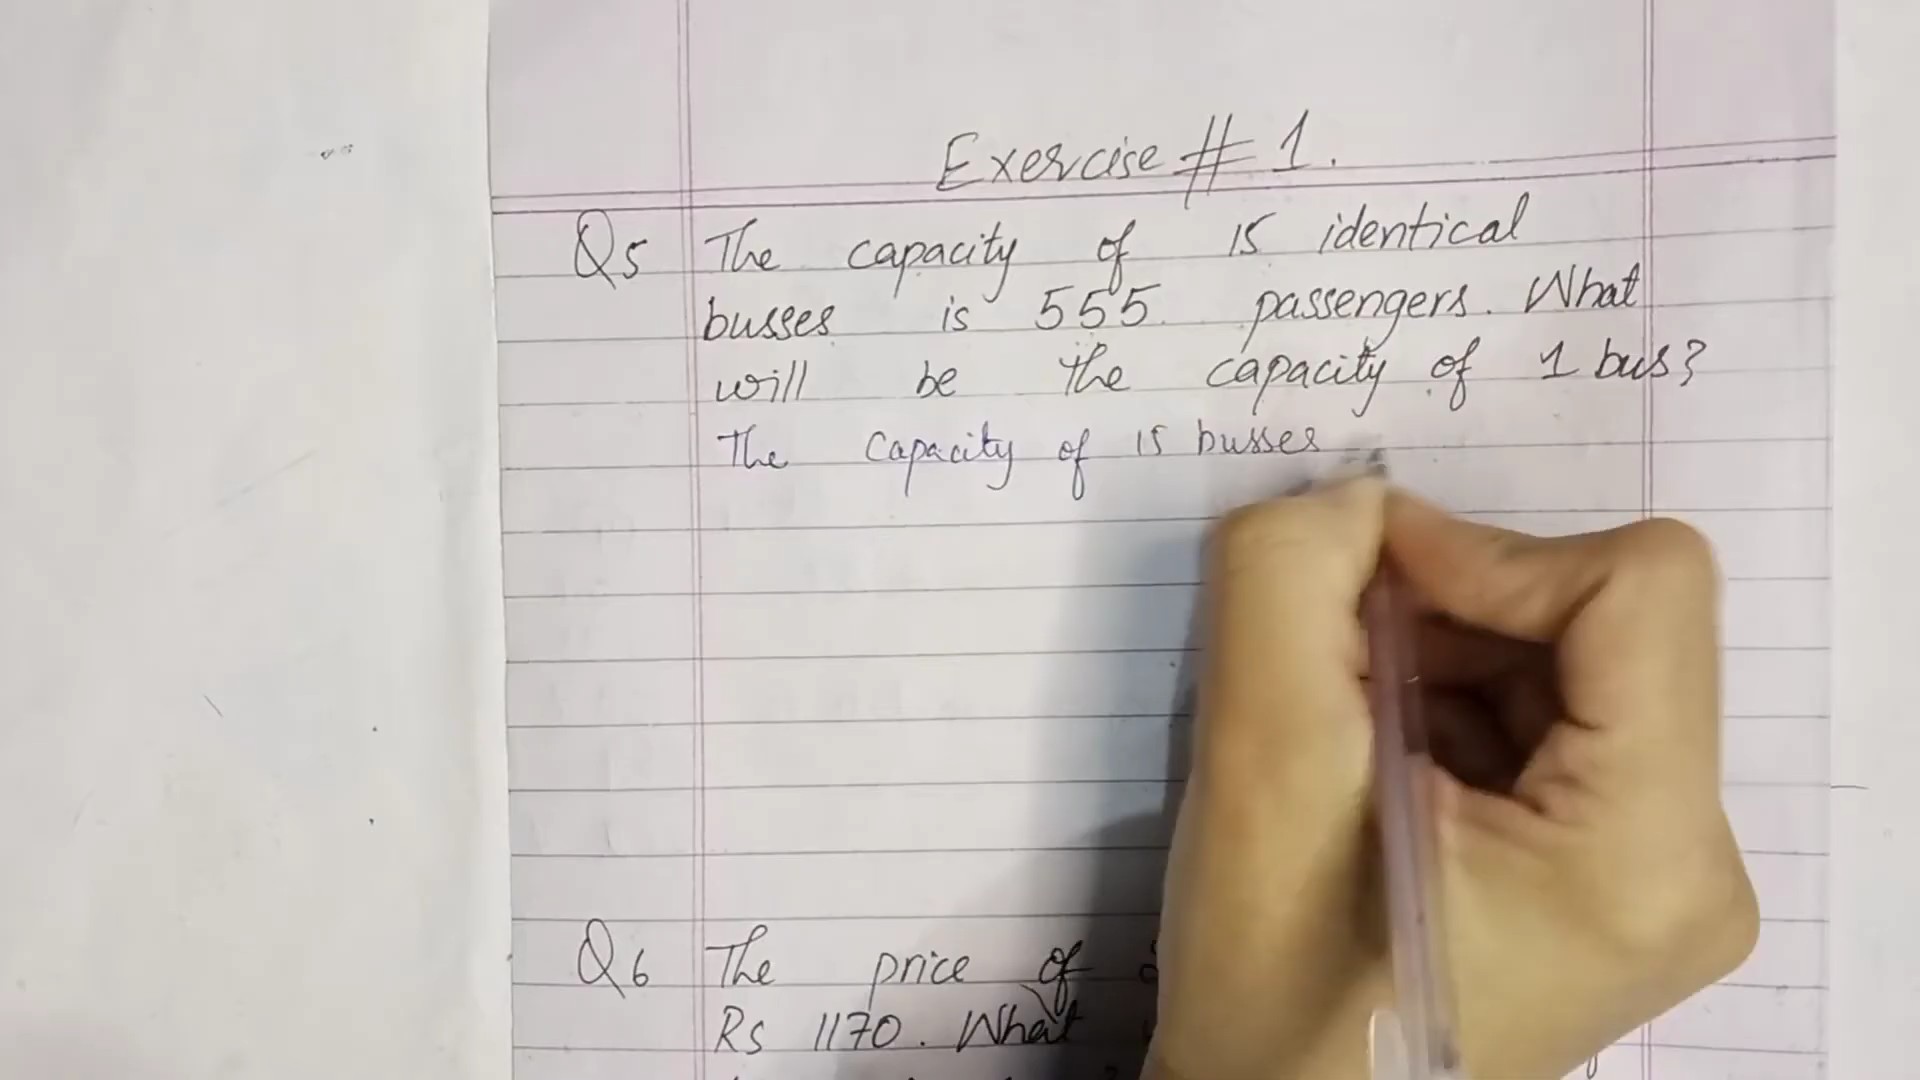 Exercise # 1.
Q5 The capacity of 15 identical
busses is 555 passengers. What
will be the capacity of 1 bus?
The capacity of 15 busses
Q6 The price of
Rs 1170. What